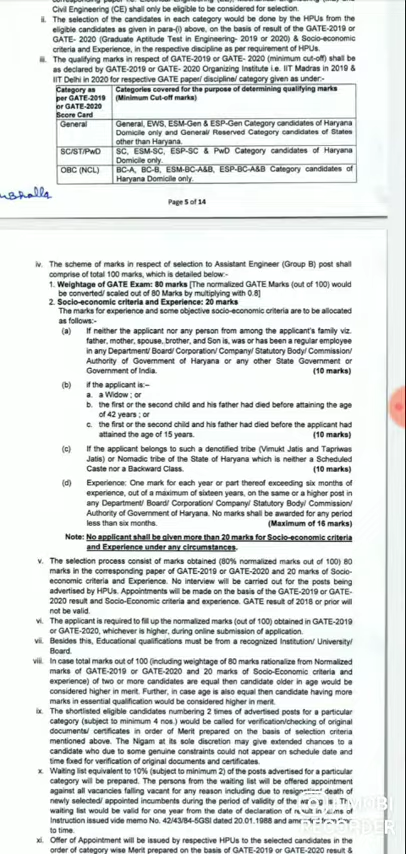 Civil Engineering (CE) shall only be eligible to be considered for selection.
ii. The selection of the candidates in each category would be done by the HPUs from the
eligible candidates as given in para-(i) above, on the basis of result of the GATE-2019 or
GATE- 2020 (Graduate Aptitude Test in Engineering- 2019 or 2020) & Socio-economic
criteria and Experience, in the respective discipline as per requirement of HPUs.
iii. The qualifying marks in respect of GATE-2019 or GATE- 2020 (minimum cut-off) shall be
as declared by GATE-2019 or GATE- 2020 Organizing Institute i.e. IIT Madras in 2019 &
IIT Delhi in 2020 for respective GATE paper/ discipline/ category given as under:-
Category as per GATE-2019 or GATE-2020 Score Card
Categories covered for the purpose of determining qualifying marks (Minimum Cut-off marks)
General
General, EWS, ESM-Gen & ESP-Gen Category candidates of Haryana
Domicile only and General/ Reserved Category candidates of States
other than Haryana.
SC/ST/PwD
SC, ESM-SC, ESP-SC & PwD Category candidates of Haryana
Domicile only.
OBC (NCL)
BC-A, BC-B, ESM-BC-A&B, ESP-BC-A&B Category candidates of
Haryana Domicile only.
Page 5 of 14
iv. The scheme of marks in respect of selection to Assistant Engineer (Group B) post shall
comprise of total 100 marks, which is detailed below:-
1. Weightage of GATE Exam: 80 marks [The normalized GATE Marks (out of 100) would
be converted/ scaled out of 80 Marks by multiplying with 0.8]
2. Socio-economic criteria and Experience: 20 marks
The marks for experience and some objective socio-economic criteria are to be allocated
as follows:-
(a) If neither the applicant nor any person from among the applicant's family viz.
father, mother, spouse, brother, and Son is, was or has been a regular employee
in any Department/ Board/ Corporation/ Company/ Statutory Body/ Commission/
Authority of Government of Haryana or any other State Government or
Government of India. (10 marks)
(b) if the applicant is:–
a. a Widow ; or
b. the first or the second child and his father had died before attaining the age
of 42 years ; or
c. the first or the second child and his father had died before the applicant had
attained the age of 15 years. (10 marks)
(c) If the applicant belongs to such a denotified tribe (Vimukt Jatis and Tapriwas
Jatis) or Nomadic tribe of the State of Haryana which is neither a Scheduled
Caste nor a Backward Class. (10 marks)
(d) Experience: One mark for each year or part thereof exceeding six months of
experience, out of a maximum of sixteen years, on the same or a higher post in
any Department/ Board/ Corporation/ Company/ Statutory Body/ Commission/
Authority of Government of Haryana. No marks shall be awarded for any period
less than six months. (Maximum of 16 marks)
Note: No applicant shall be given more than 20 marks for Socio-economic criteria
and Experience under any circumstances.
v. The selection process consist of marks obtained (80% normalized marks out of 100) 80
marks in the corresponding paper of GATE-2019 or GATE-2020 and 20 marks of Socio-
economic criteria and Experience. No interview will be carried out for the posts being
advertised by HPUs. Appointments will be made on the basis of the GATE-2019 or GATE-
2020 result and Socio-Economic criteria and experience. GATE result of 2018 or prior will
not be valid.
vi. The applicant is required to fill up the normalized marks (out of 100) obtained in GATE-2019
or GATE-2020, whichever is higher, during online submission of application.
vii. Besides this, Educational qualifications must be from a recognized Institution/ University/
Board.
viii. In case total marks out of 100 (including weightage of 80 marks rationalize from Normalized
marks of GATE-2019 or GATE-2020 and 20 marks of Socio-Economic criteria and
experience) of two or more candidates are equal then candidate older in age would be
considered higher in merit. Further, in case age is also equal then candidate having more
marks in essential qualification would be considered higher in merit.
ix. The shortlisted eligible candidates numbering 2 times of advertised posts for a particular
category (subject to minimum 4 nos.) would be called for verification/checking of original
documents/ certificates in order of Merit prepared on the basis of selection criteria
mentioned above. The Nigam at its sole discretion may give extended chances to a
candidate who due to some genuine constraints could not appear on schedule date and
time fixed for verification of original documents and certificates.
x. Waiting list equivalent to 10% (subject to minimum 2) of the posts advertised for a particular
category will be prepared. The persons from the waiting list will be offered appointment
against all vacancies falling vacant for any reason including due to death of
newly selected/ appointed incumbents during the period of validity of the
waiting list would be valid for one year from the date of declaration of
Instruction issued vide memo No. 42/43/84-5GSI dated 20.01.1988 and
to time.
RECORDER
xi. Offer of Appointment will be issued by respective HPUs to the selected candidates in the
order of category wise Merit prepared on the basis of GATE-2019 or GATE-2020 result &